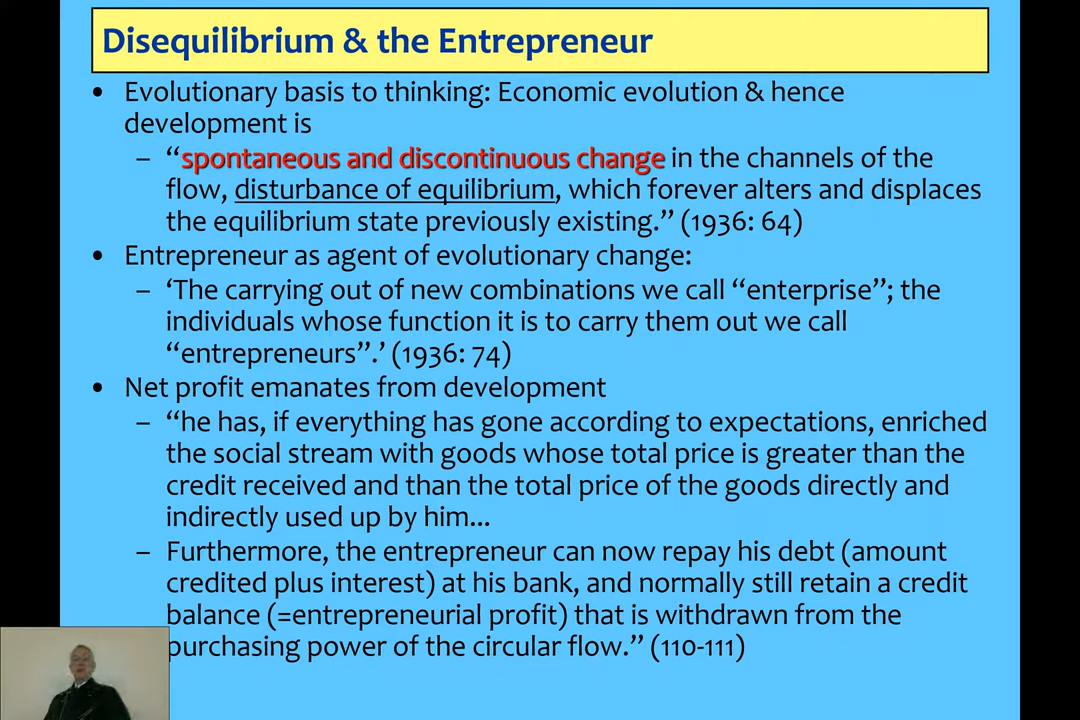 Disequilibrium & the Entrepreneur
• Evolutionary basis to thinking: Economic evolution & hence
development is
– “spontaneous and discontinuous change in the channels of the
flow, disturbance of equilibrium, which forever alters and displaces
the equilibrium state previously existing.” (1936: 64)
• Entrepreneur as agent of evolutionary change:
– ‘The carrying out of new combinations we call “enterprise”; the
individuals whose function it is to carry them out we call
“entrepreneurs”.’ (1936: 74)
• Net profit emanates from development
– “he has, if everything has gone according to expectations, enriched
the social stream with goods whose total price is greater than the
credit received and than the total price of the goods directly and
indirectly used up by him...
– Furthermore, the entrepreneur can now repay his debt (amount
credited plus interest) at his bank, and normally still retain a credit
balance (=entrepreneurial profit) that is withdrawn from the
purchasing power of the circular flow.” (110-111)